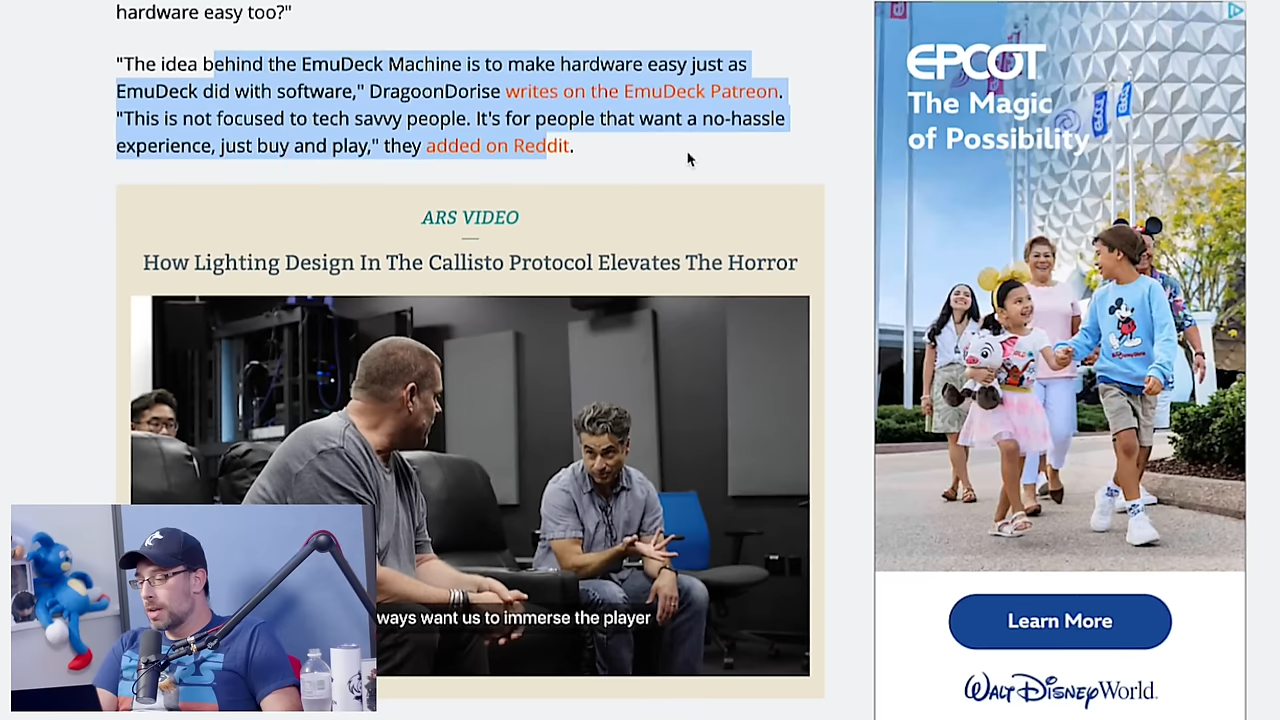 hardware easy too?"
"The idea behind the EmuDeck Machine is to make hardware easy just as
EmuDeck did with software," DragoonDorise writes on the EmuDeck Patreon.
"This is not focused to tech savvy people. It's for people that want a no-hassle
experience, just buy and play," they added on Reddit.
ARS VIDEO
How Lighting Design In The Callisto Protocol Elevates The Horror
ways want us to immerse the player
EPCOT
The Magic
of Possibility
Learn More
WALT DISNEY World.